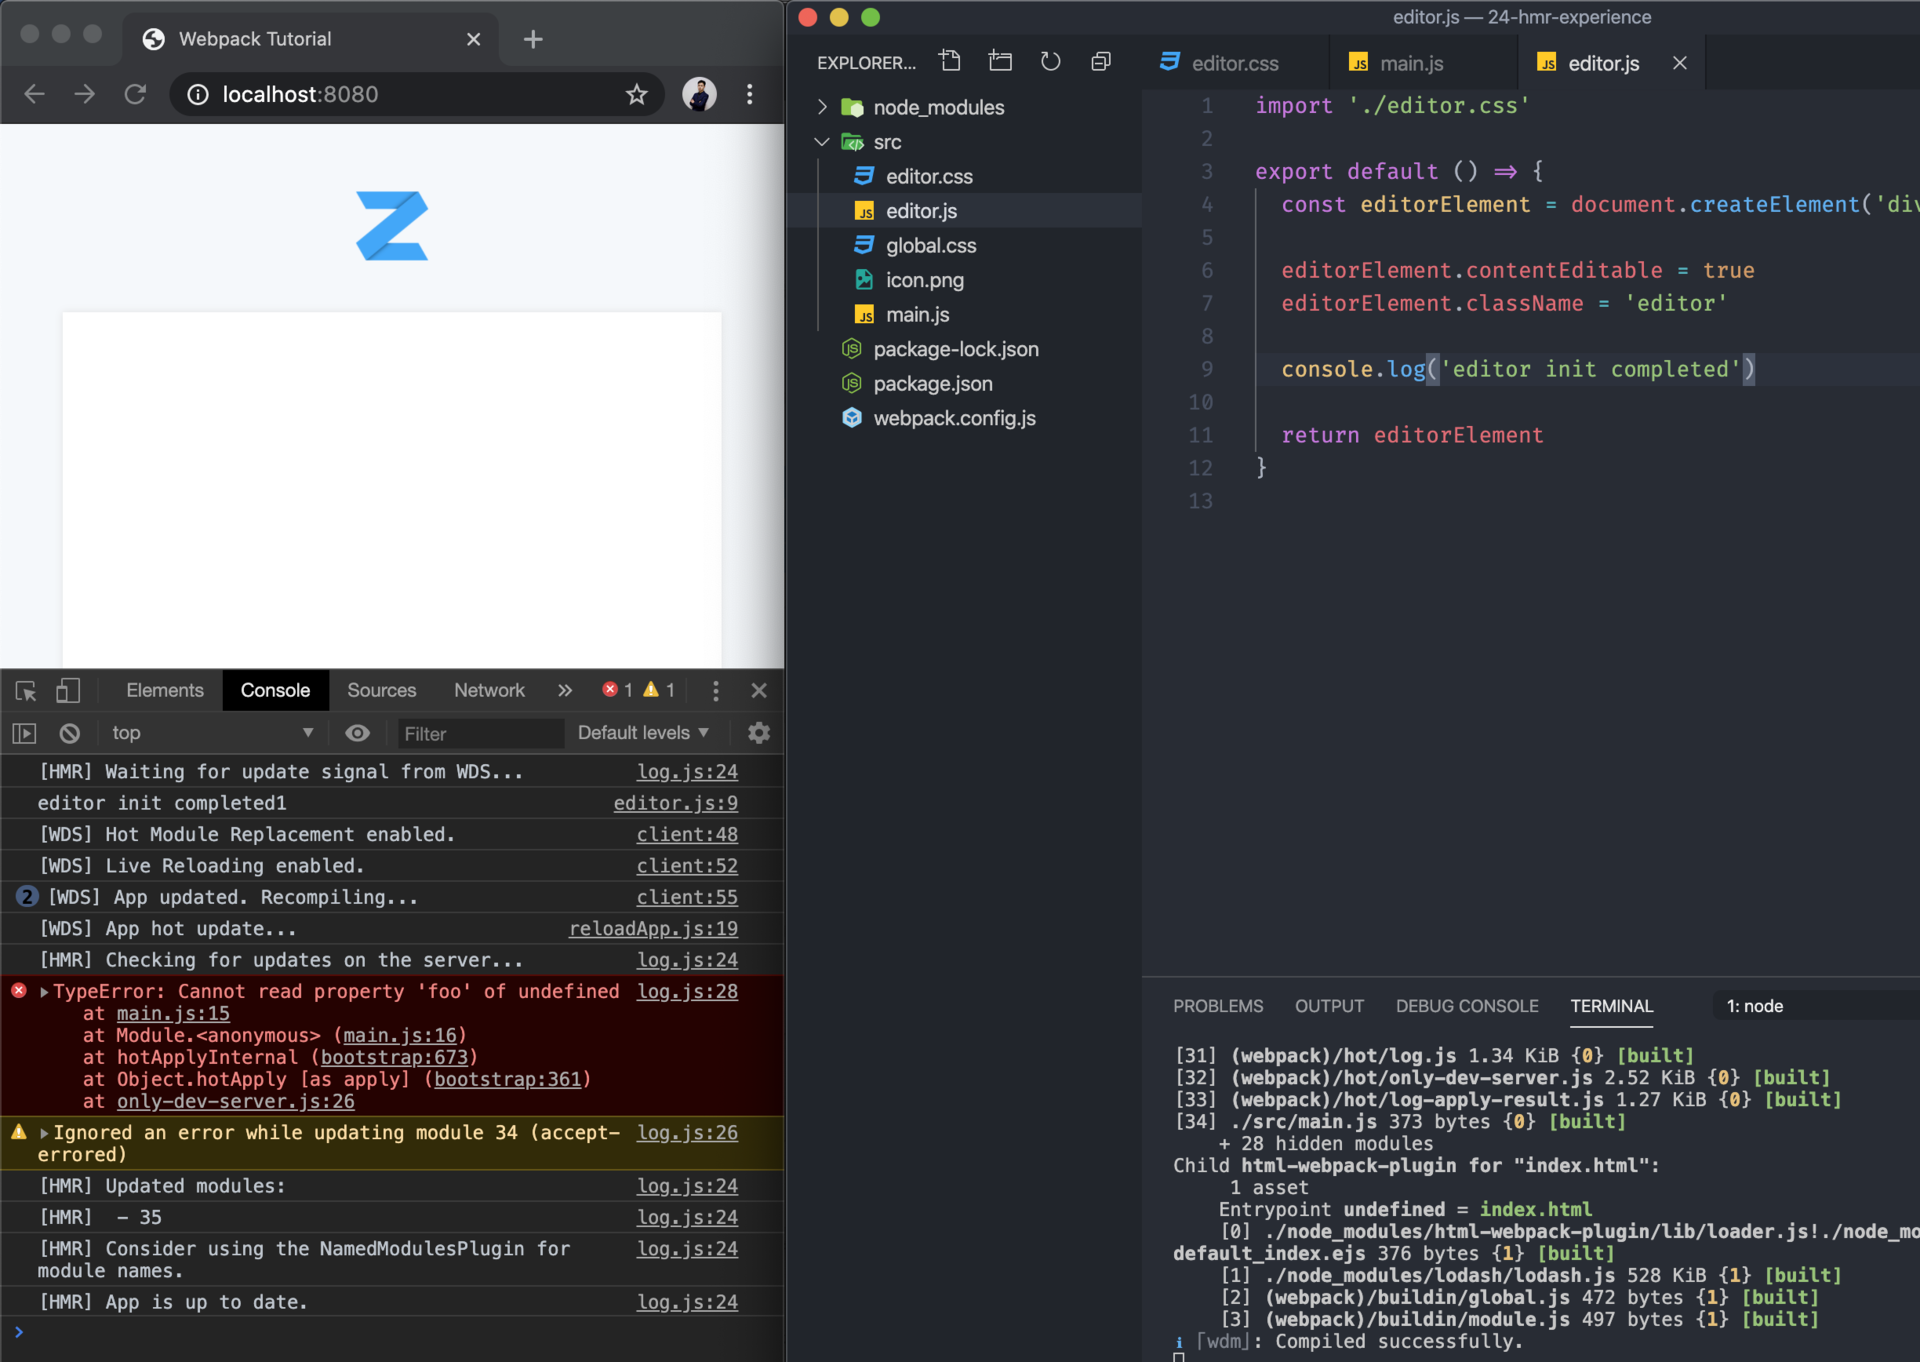 Webpack Tutorial
localhost:8080
Elements Console Sources Network » 1 1
top Filter Default levels
[HMR] Waiting for update signal from WDS... log.js:24
editor init completed1 editor.js:9
[WDS] Hot Module Replacement enabled. client:48
[WDS] Live Reloading enabled. client:52
2 [WDS] App updated. Recompiling... client:55
[WDS] App hot update... reloadApp.js:19
[HMR] Checking for updates on the server... log.js:24
TypeError: Cannot read property 'foo' of undefined log.js:28
at main.js:15
at Module.<anonymous> (main.js:16)
at hotApplyInternal (bootstrap:673)
at Object.hotApply [as apply] (bootstrap:361)
at only-dev-server.js:26
Ignored an error while updating module 34 (accept- log.js:26
errored)
[HMR] Updated modules: log.js:24
[HMR]  - 35 log.js:24
[HMR] Consider using the NamedModulesPlugin for log.js:24
module names.
[HMR] App is up to date. log.js:24
>
editor.js — 24-hmr-experience
EXPLORER...
node_modules
src
editor.css
JS editor.js
global.css
icon.png
JS main.js
package-lock.json
package.json
webpack.config.js
editor.css JS main.js JS editor.js
1 import './editor.css'
2
3 export default () => {
4 const editorElement = document.createElement('div
5
6 editorElement.contentEditable = true
7 editorElement.className = 'editor'
8
9 console.log('editor init completed')
10
11 return editorElement
12 }
13
PROBLEMS OUTPUT DEBUG CONSOLE TERMINAL 1: node
[31] (webpack)/hot/log.js 1.34 KiB {0} [built]
[32] (webpack)/hot/only-dev-server.js 2.52 KiB {0} [built]
[33] (webpack)/hot/log-apply-result.js 1.27 KiB {0} [built]
[34] ./src/main.js 373 bytes {0} [built]
+ 28 hidden modules
Child html-webpack-plugin for "index.html":
1 asset
Entrypoint undefined = index.html
[0] ./node_modules/html-webpack-plugin/lib/loader.js!./node_mo
default_index.ejs 376 bytes {1} [built]
[1] ./node_modules/lodash/lodash.js 528 KiB {1} [built]
[2] (webpack)/buildin/global.js 472 bytes {1} [built]
[3] (webpack)/buildin/module.js 497 bytes {1} [built]
i ｢wdm｣: Compiled successfully.